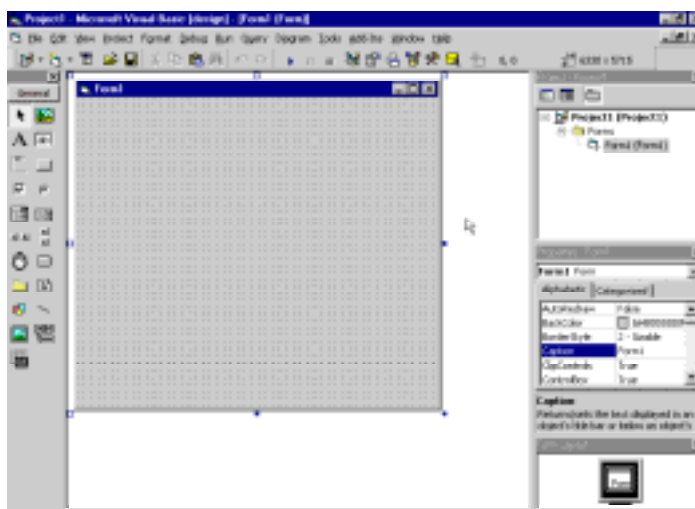 Project1 - Microsoft Visual Basic [design] - [Form1 (Form)]
File Edit View Project Format Debug Run Query Diagram Tools Add-Ins Window Help
0, 0
General
Form1
Project1 (Project1)
Forms
Form1 (Form1)
Form1 Form
Alphabetic Categorized
AutoRedraw False
BackColor
BorderStyle 2 - Sizable
Caption Form1
ClipControls True
ControlBox True
Caption
Returns/sets the text displayed in an
object's title bar or below an object's